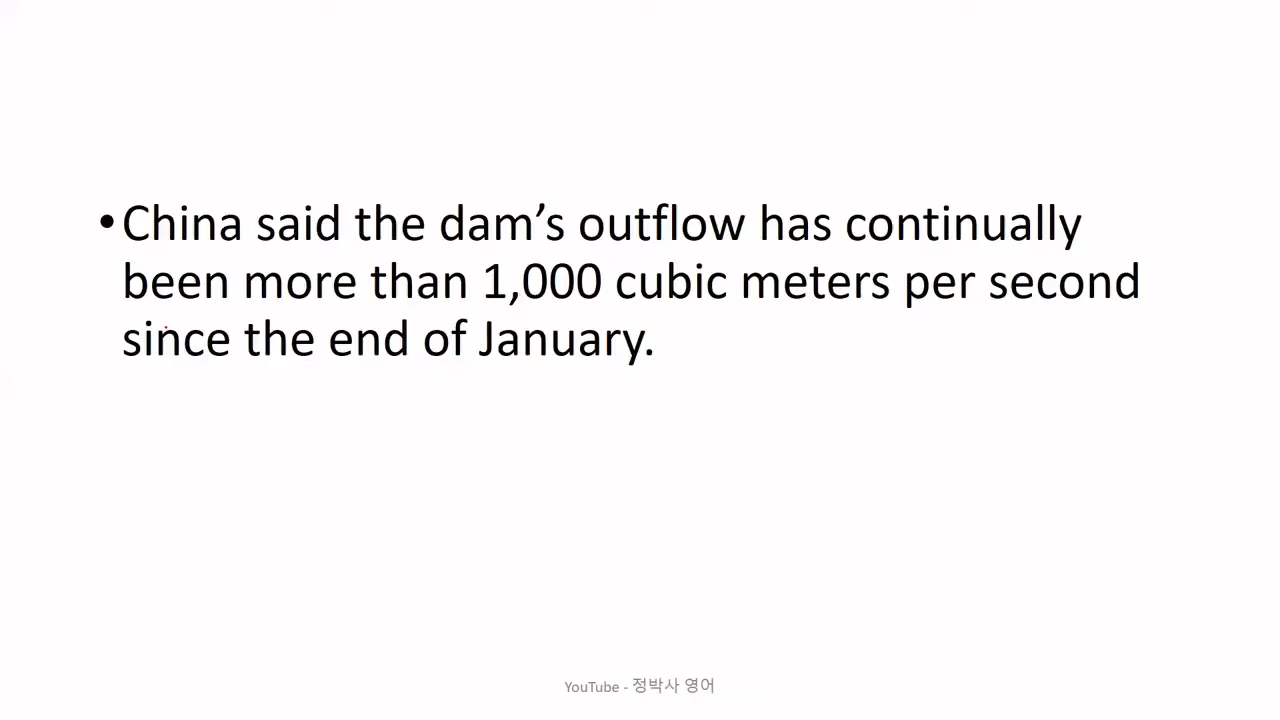 •China said the dam’s outflow has continually
been more than 1,000 cubic meters per second
since the end of January.
YouTube - 정박사 영어